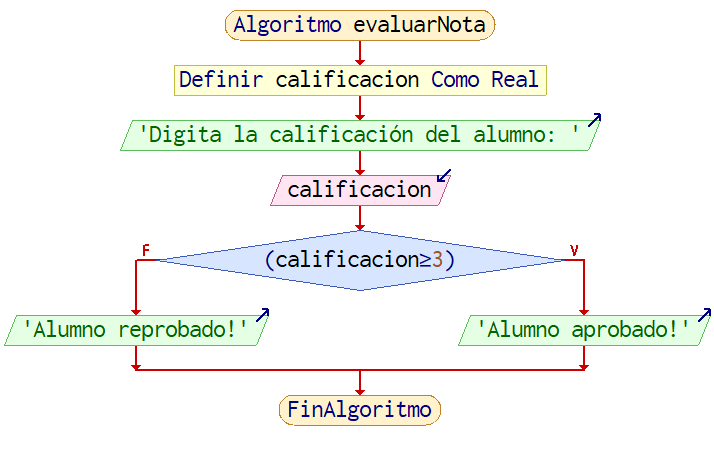 Algoritmo evaluarNota
Definir calificacion Como Real
'Digita la calificación del alumno: '
calificacion
F
V
(calificacion≥3)
'Alumno reprobado!'
'Alumno aprobado!'
FinAlgoritmo